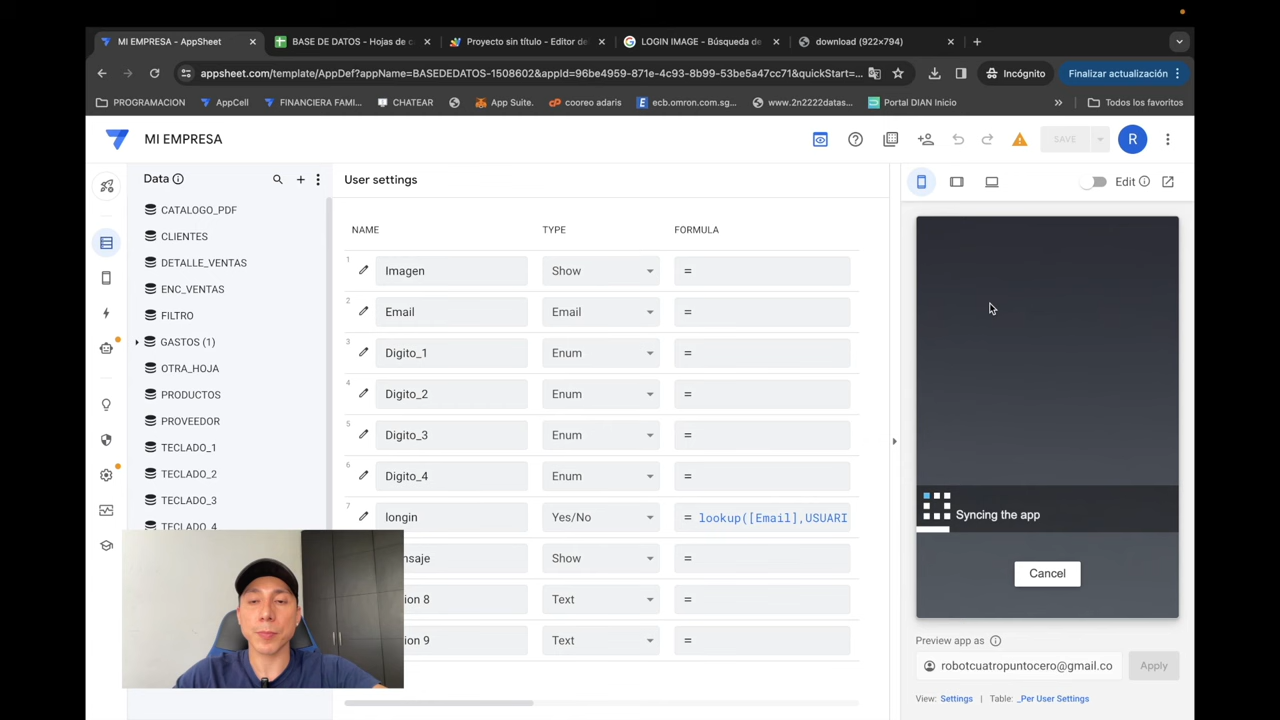 MI EMPRESA - AppSheet
BASE DE DATOS - Hojas de c
Proyecto sin título - Editor de
LOGIN IMAGE - Búsqueda de
download (922×794)
appsheet.com/template/AppDef?appName=BASEDEDATOS-1508602&appId=96be4959-871e-4c93-8b99-53be5a47cc71&quickStart=...
Incógnito
Finalizar actualización
PROGRAMACION
AppCell
FINANCIERA FAMI...
CHATEAR
App Suite.
cooreo adaris
ecb.omron.com.sg...
www.2n2222datas...
Portal DIAN Inicio
Todos los favoritos
MI EMPRESA
SAVE
R
Data
User settings
Edit
NAME TYPE FORMULA
CATALOGO_PDF
CLIENTES
DETALLE_VENTAS
ENC_VENTAS
FILTRO
GASTOS (1)
OTRA_HOJA
PRODUCTOS
PROVEEDOR
TECLADO_1
TECLADO_2
TECLADO_3
TECLADO_4
1 Imagen Show =
2 Email Email =
3 Digito_1 Enum =
4 Digito_2 Enum =
5 Digito_3 Enum =
6 Digito_4 Enum =
7 longin Yes/No = lookup([Email],USUARI
ensaje Show =
ion 8 Text =
ion 9 Text =
Syncing the app
Cancel
Preview app as
robotcuatropuntocero@gmail.co
Apply
View: Settings | Table: _Per User Settings